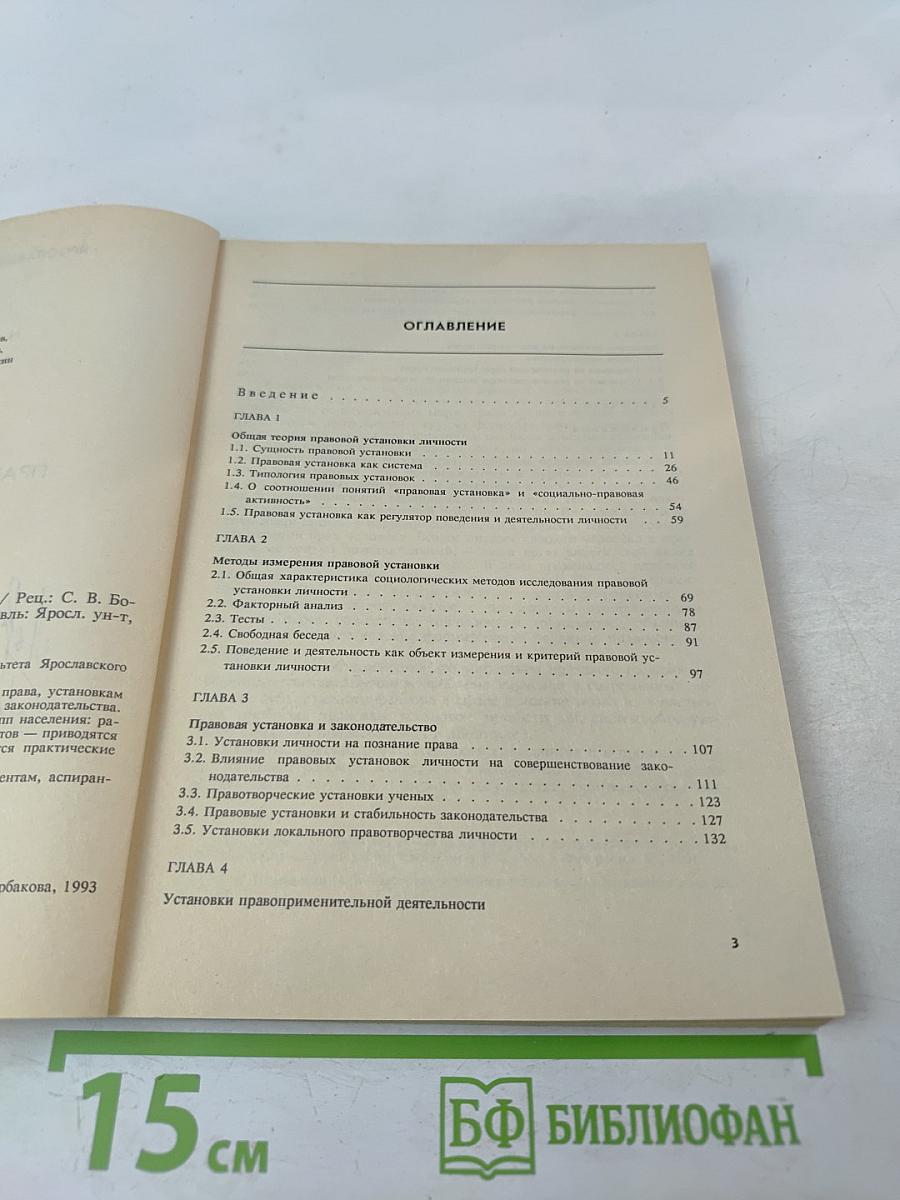 в.
/ Рец.: С. В. Бо-
Яросл. ун-т,
Ярославского
права, установкам
законодательства.
населения: ра-
— приводятся
практические
1993
ОГЛАВЛЕНИЕ
Введение . . . . . . . . . . . . . . . . . . . . . . . . . . . . 5
ГЛАВА 1
Общая теория правовой установки личности
1.1. Сущность правовой установки . . . . . . . . . . . . . . . . . . . . 11
1.2. Правовая установка как система . . . . . . . . . . . . . . . . . . . 26
1.3. Типология правовых установок . . . . . . . . . . . . . . . . . . . . 46
1.4. О соотношении понятий «правовая установка» и «социально-правовая
активность» . . . . . . . . . . . . . . . . . . . . . . . . . . . 54
1.5. Правовая установка как регулятор поведения и деятельности личности . . 59
ГЛАВА 2
Методы измерения правовой установки
2.1. Общая характеристика социологических методов исследования правовой
установки личности . . . . . . . . . . . . . . . . . . . . . . . . 69
2.2. Факторный анализ . . . . . . . . . . . . . . . . . . . . . . . . . 78
2.3. Тесты . . . . . . . . . . . . . . . . . . . . . . . . . . . . . . 87
2.4. Свободная беседа . . . . . . . . . . . . . . . . . . . . . . . . . 91
2.5. Поведение и деятельность как объект измерения и критерий правовой ус-
тановки личности . . . . . . . . . . . . . . . . . . . . . . . . . 97
ГЛАВА 3
Правовая установка и законодательство
3.1. Установки личности на познание права . . . . . . . . . . . . . . . 107
3.2. Влияние правовых установок личности на совершенствование зако-
нодательства . . . . . . . . . . . . . . . . . . . . . . . . . . 111
3.3. Правотворческие установки ученых . . . . . . . . . . . . . . . . . 123
3.4. Правовые установки и стабильность законодательства . . . . . . . . . 127
3.5. Установки локального правотворчества личности . . . . . . . . . . . 132
ГЛАВА 4
Установки правоприменительной деятельности
3
15 см
БФ БИБЛИОФАН